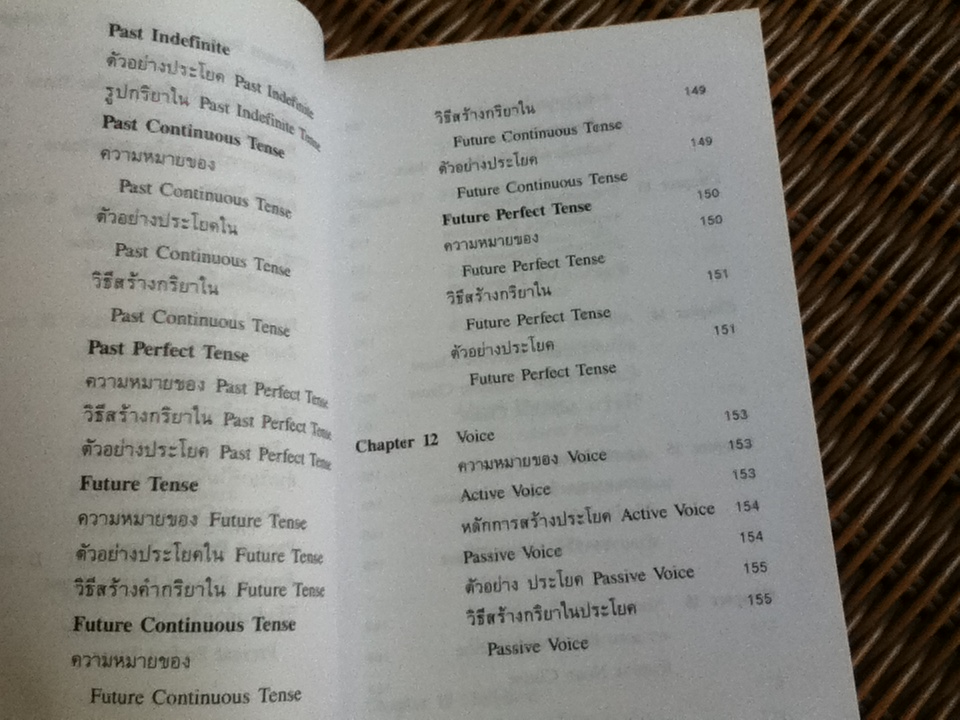 Past Indefinite
ตัวอย่างประโยค Past Indefinite
รูปกริยาใน Past Indefinite Tense
Past Continuous Tense
ความหมายของ
Past Continuous Tense
ตัวอย่างประโยคใน
Past Continuous Tense
วิธีสร้างกริยาใน
Past Continuous Tense
Past Perfect Tense
ความหมายของ Past Perfect Tense
วิธีสร้างกริยาใน Past Perfect Tense
ตัวอย่างประโยค Past Perfect Tense
Future Tense
ความหมายของ Future Tense
ตัวอย่างประโยคใน Future Tense
วิธีสร้างคำกริยาใน Future Tense
Future Continuous Tense
ความหมายของ
Future Continuous Tense
วิธีสร้างกริยาใน 149
Future Continuous Tense
ตัวอย่างประโยค 149
Future Continuous Tense
Future Perfect Tense 150
ความหมายของ 150
Future Perfect Tense
วิธีสร้างกริยาใน 151
Future Perfect Tense
ตัวอย่างประโยค 151
Future Perfect Tense
Chapter 12 Voice 153
ความหมายของ Voice 153
Active Voice 153
หลักการสร้างประโยค Active Voice 154
Passive Voice 154
ตัวอย่าง ประโยค Passive Voice 155
วิธีสร้างกริยาในประโยค 155
Passive Voice